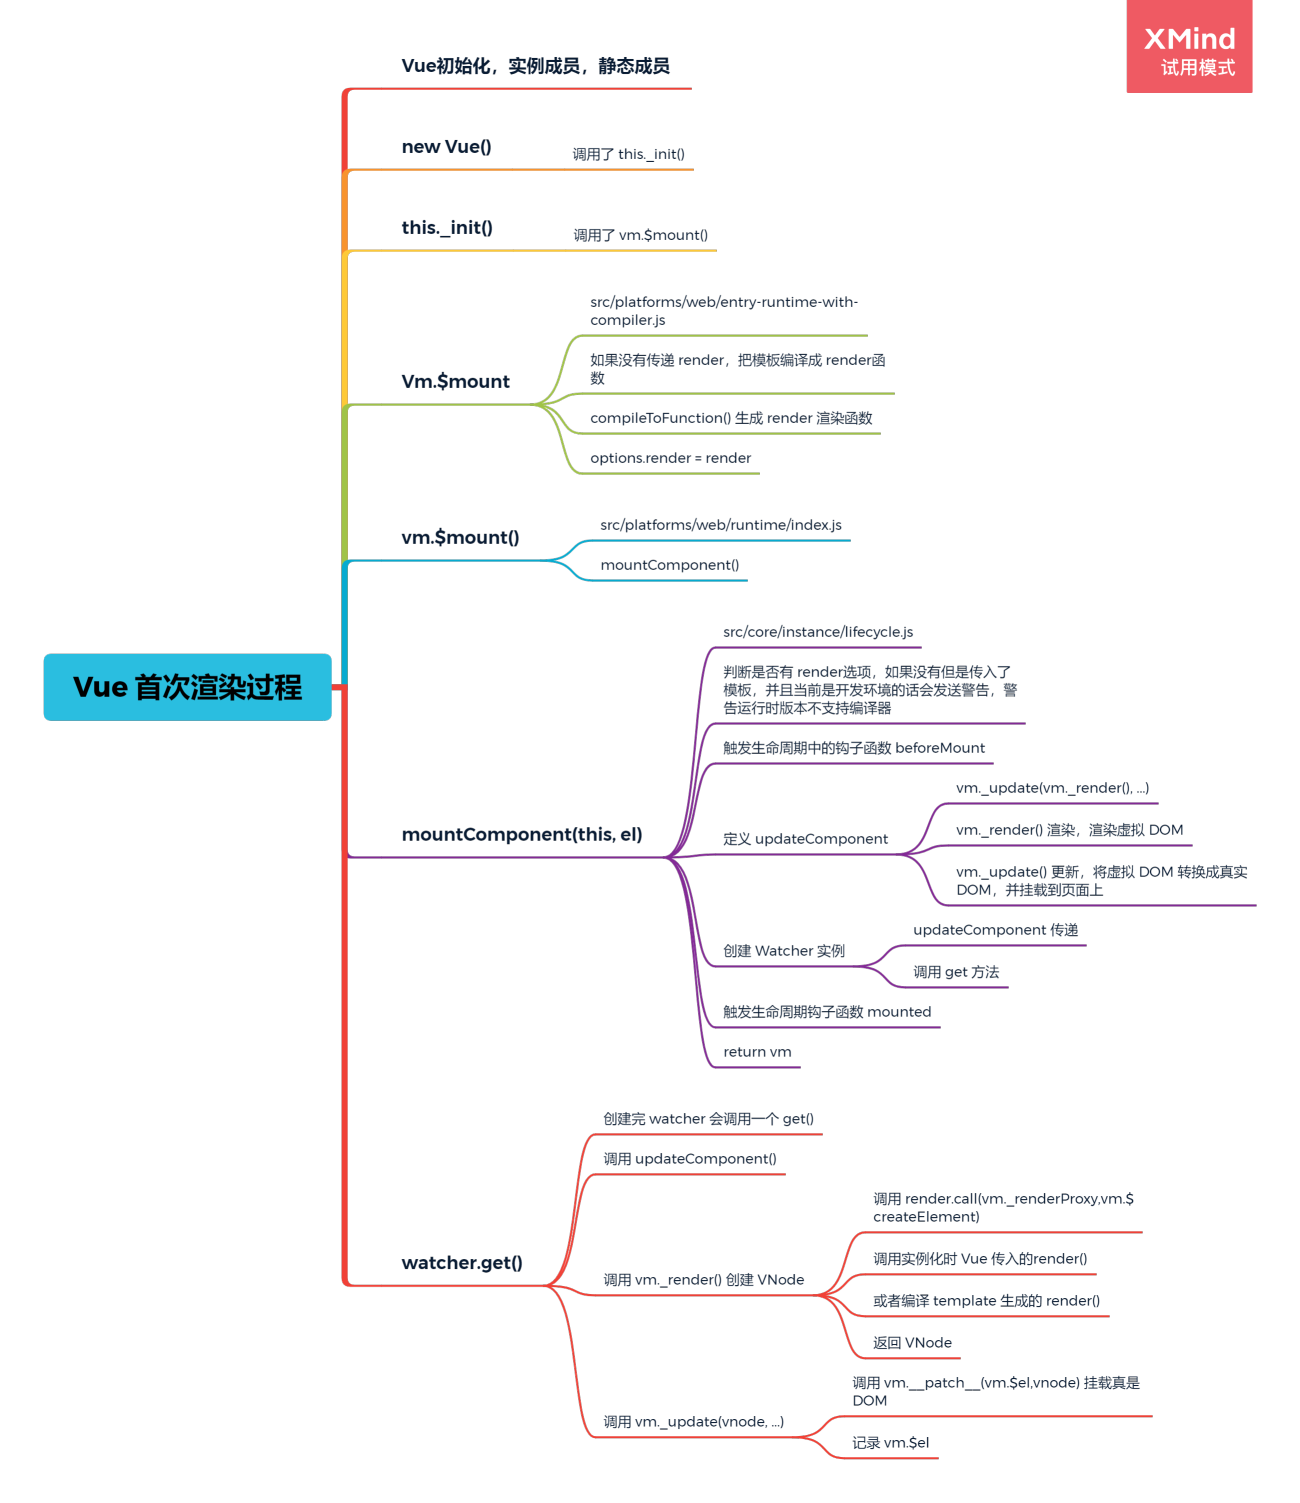 XMind
试用模式
Vue 首次渲染过程
Vue初始化，实例成员，静态成员
new Vue()
调用了 this._init()
this._init()
调用了 vm.$mount()
Vm.$mount
src/platforms/web/entry-runtime-with-
compiler.js
如果没有传递 render，把模板编译成 render函
数
compileToFunction() 生成 render 渲染函数
options.render = render
vm.$mount()
src/platforms/web/runtime/index.js
mountComponent()
mountComponent(this, el)
src/core/instance/lifecycle.js
判断是否有 render选项，如果没有但是传入了
模板，并且当前是开发环境的话会发送警告，警
告运行时版本不支持编译器
触发生命周期中的钩子函数 beforeMount
定义 updateComponent
vm._update(vm._render(), ...)
vm._render() 渲染，渲染虚拟 DOM
vm._update() 更新，将虚拟 DOM 转换成真实
DOM，并挂载到页面上
创建 Watcher 实例
updateComponent 传递
调用 get 方法
触发生命周期钩子函数 mounted
return vm
watcher.get()
创建完 watcher 会调用一个 get()
调用 updateComponent()
调用 vm._render() 创建 VNode
调用 render.call(vm._renderProxy,vm.$
createElement)
调用实例化时 Vue 传入的render()
或者编译 template 生成的 render()
返回 VNode
调用 vm._update(vnode, ...)
调用 vm.__patch__(vm.$el,vnode) 挂载真是
DOM
记录 vm.$el